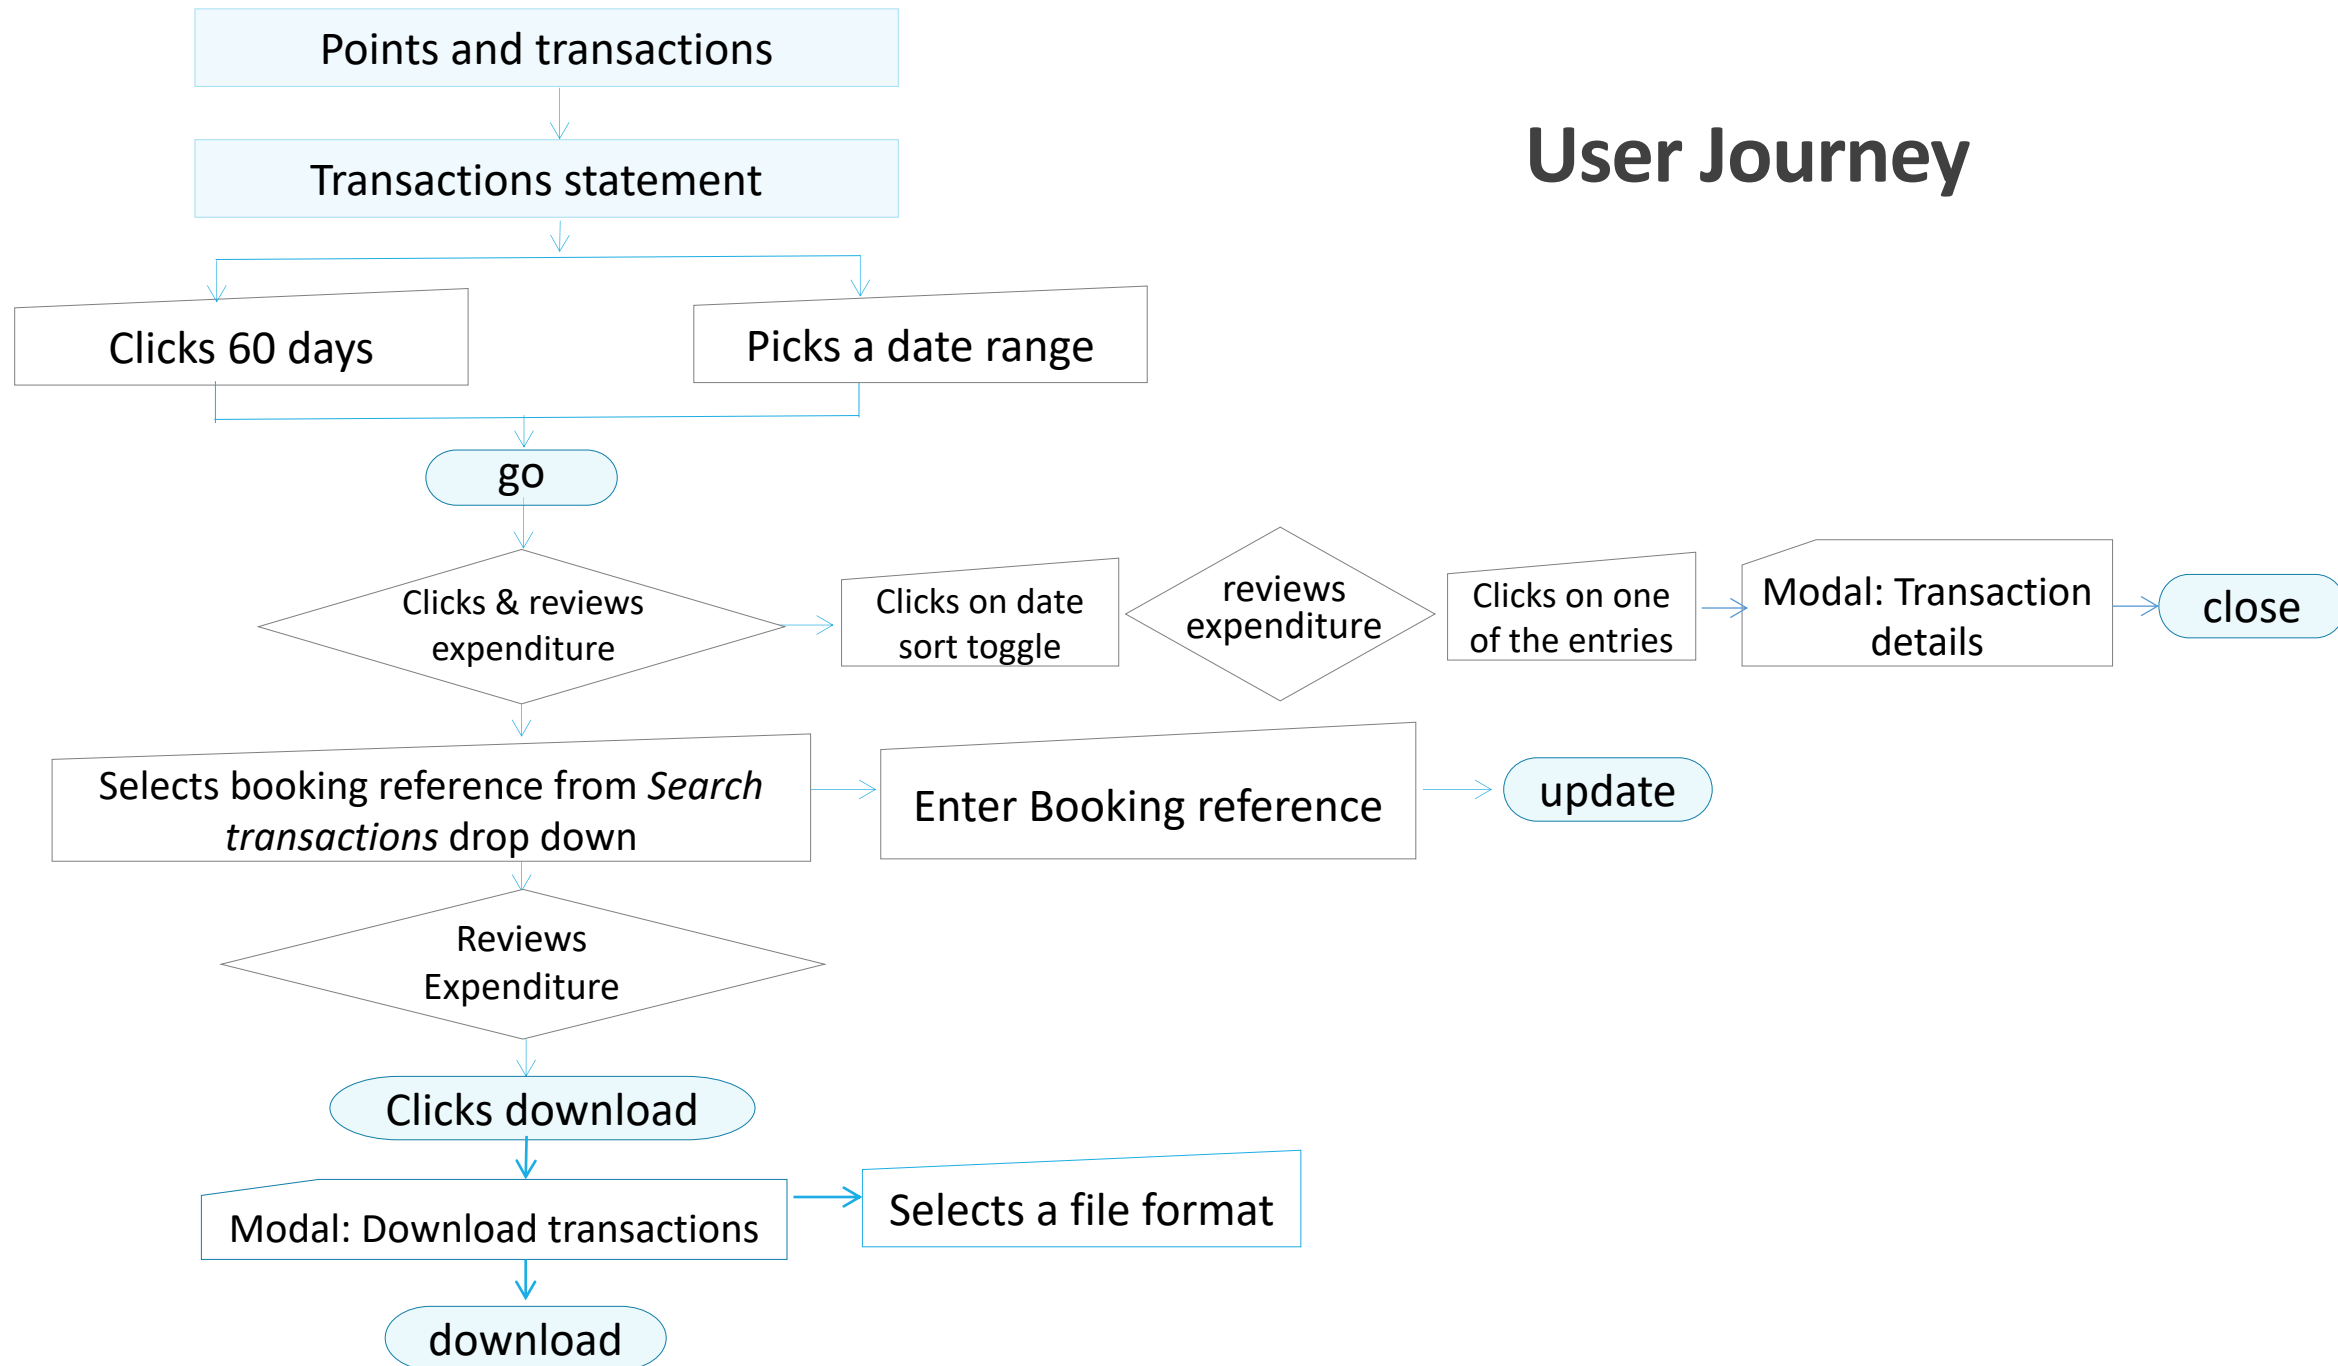 Points and transactions
User Journey
Transactions statement
Clicks 60 days
Picks a date range
go
Clicks & reviews
expenditure
Clicks on date
sort toggle
reviews
expenditure
Clicks on one
of the entries
Modal: Transaction
details
close
Selects booking reference from Search
transactions drop down
Enter Booking reference
update
Reviews
Expenditure
Clicks download
Modal: Download transactions
Selects a file format
download